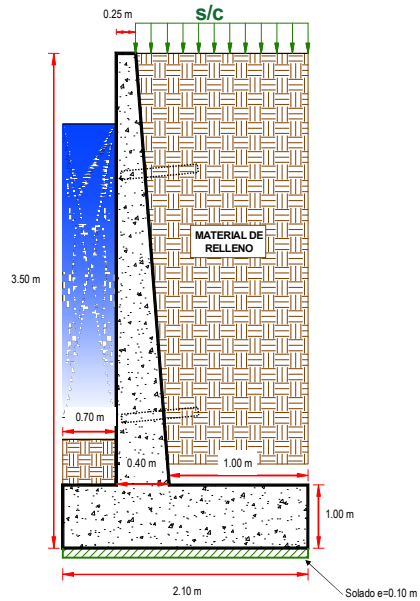 s/c
0.25 m
MATERIAL DE
RELLENO
3.50 m
0.70 m
0.40 m
1.00 m
1.00 m
2.10 m
Solado e=0.10 m